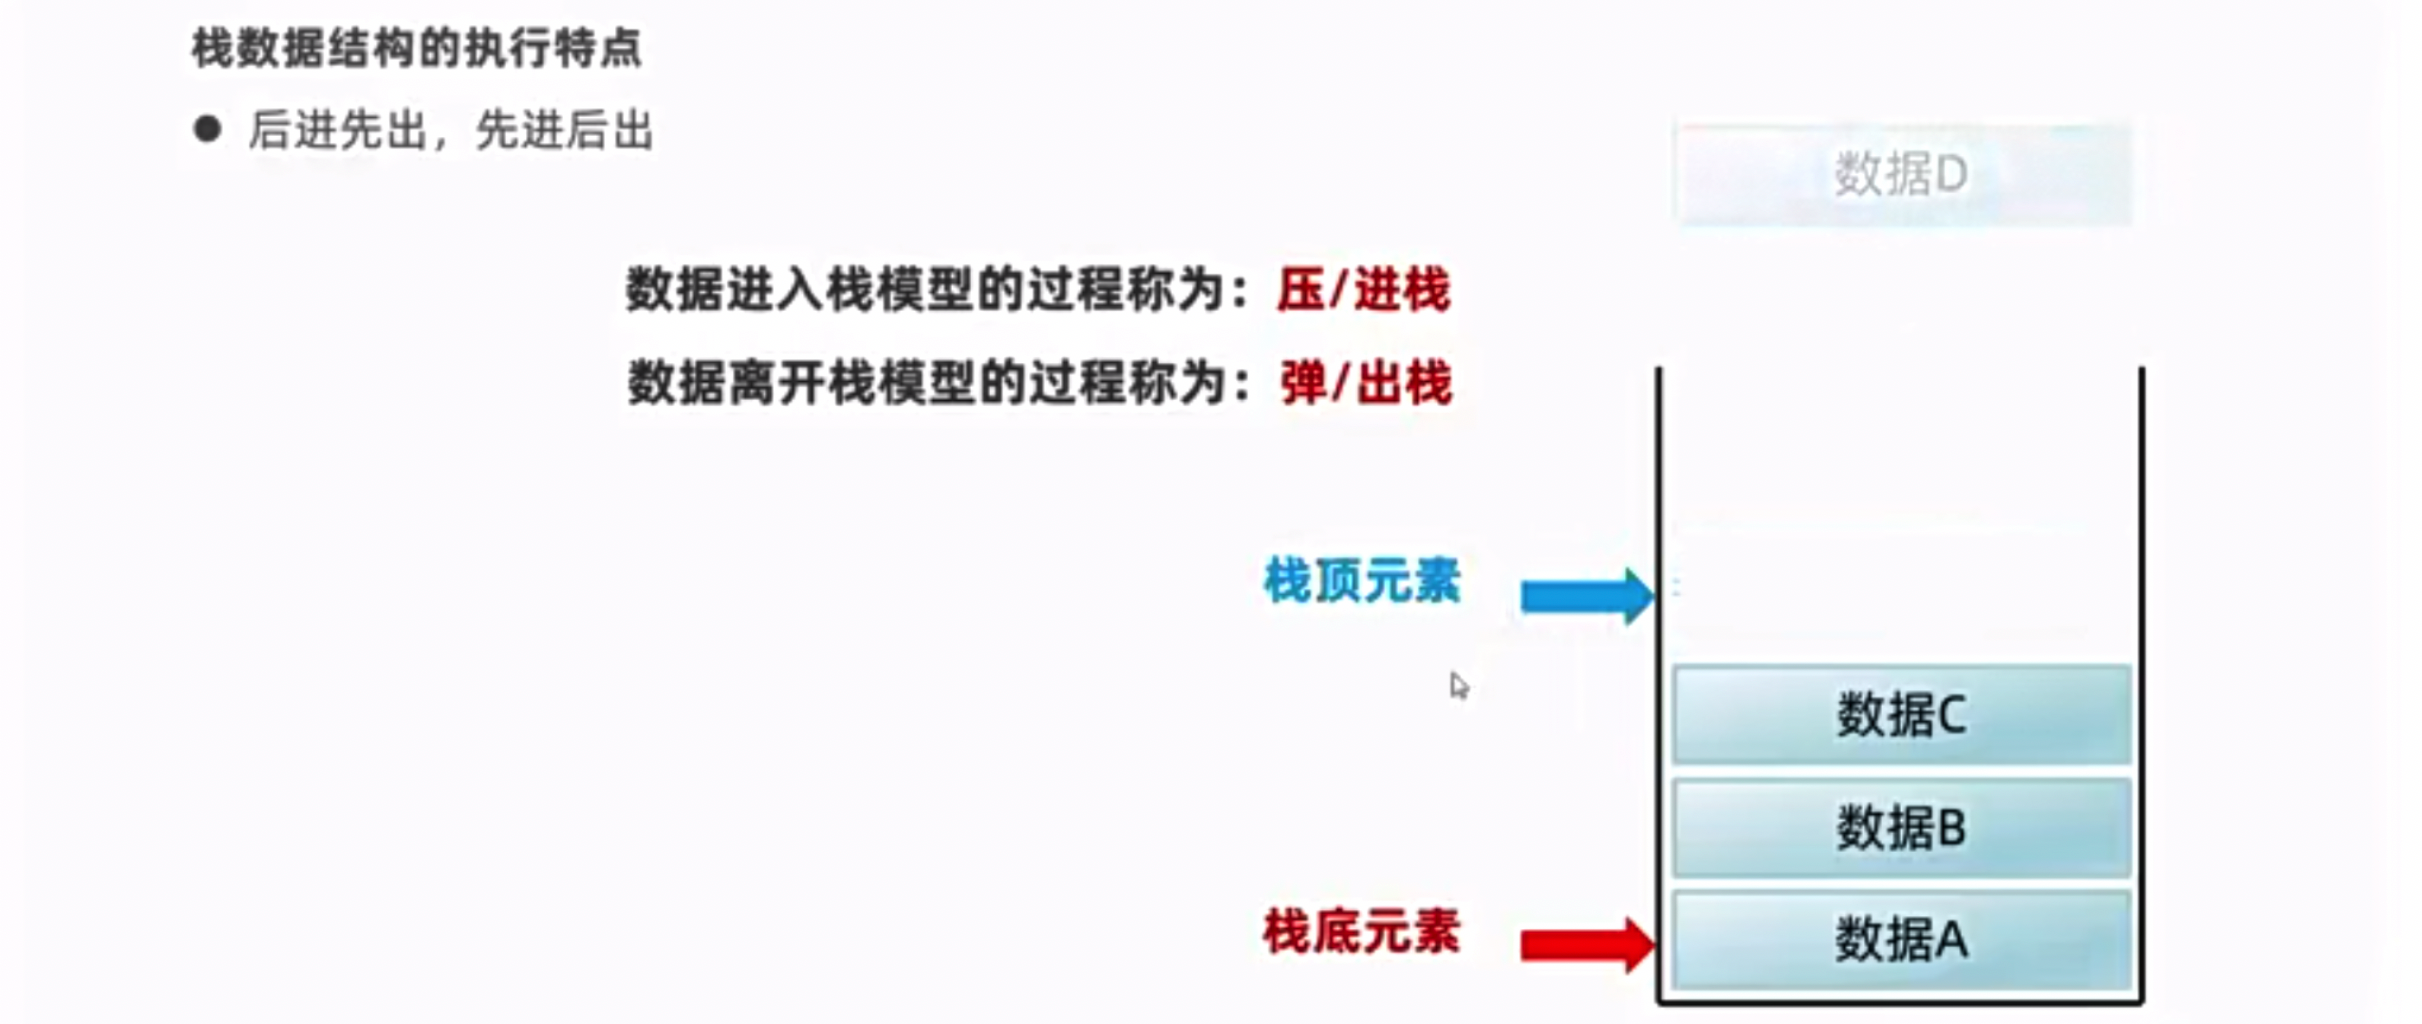 栈数据结构的执行特点
● 后进先出，先进后出
数据D
数据进入栈模型的过程称为：压/进栈
数据离开栈模型的过程称为：弹/出栈
栈顶元素
数据C
数据B
栈底元素
数据A